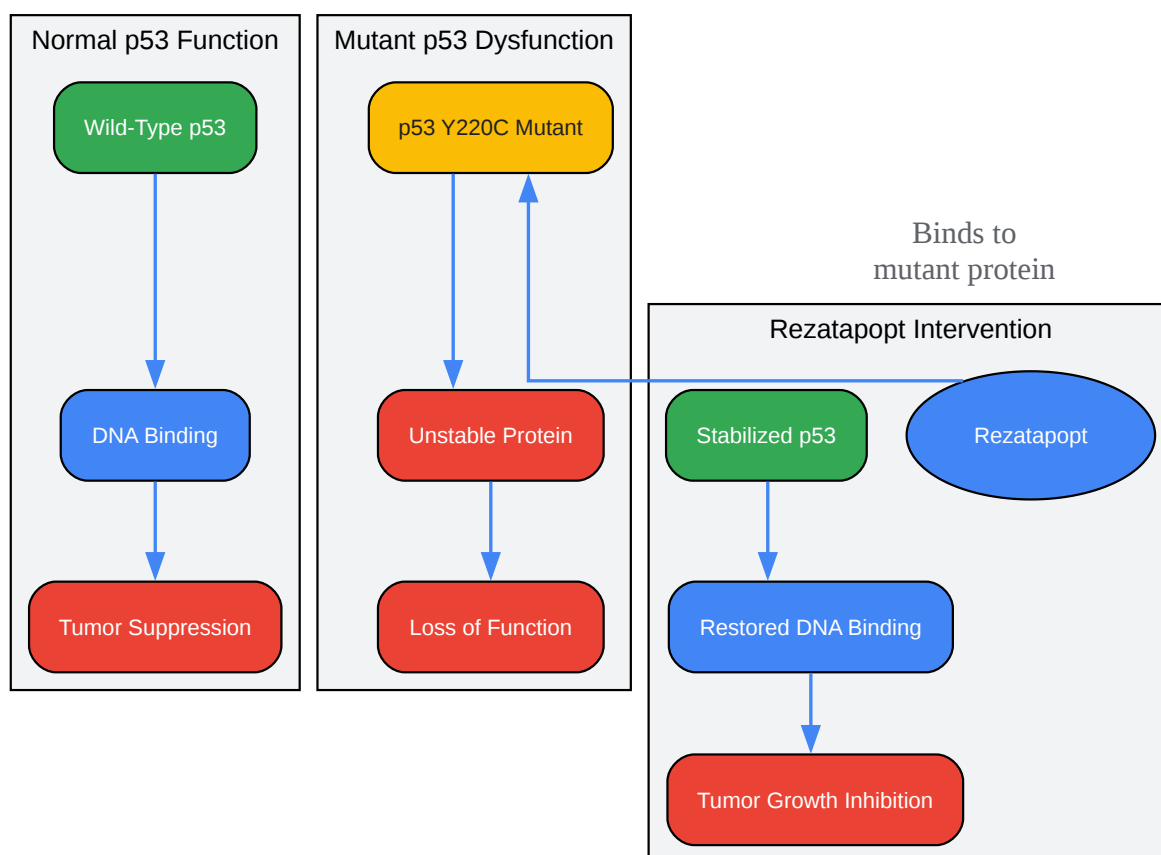 Normal p53 Function
Wild-Type p53
DNA Binding
Tumor Suppression
Mutant p53 Dysfunction
p53 Y220C Mutant
Unstable Protein
Loss of Function
Binds to
mutant protein
Rezatapopt Intervention
Stabilized p53
Rezatapopt
Restored DNA Binding
Tumor Growth Inhibition